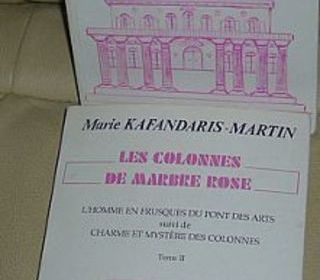 Marie KAFANDARIS-MARTIN
LES COLONNES
DE MARBRE ROSE
L'HOMME EN FRUSQUES DU PONT DES ARTS
suivi de
CHARME ET MYSTÈRE DES COLONNES
Tome II